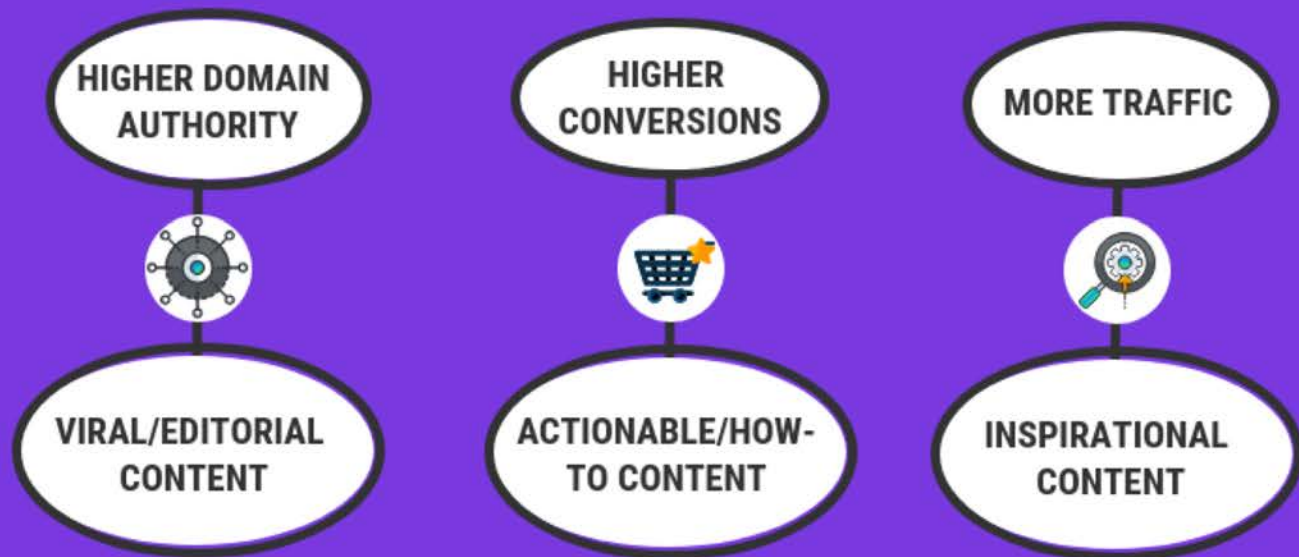 HIGHER DOMAIN
AUTHORITY
HIGHER
CONVERSIONS
MORE TRAFFIC
VIRAL/EDITORIAL
CONTENT
ACTIONABLE/HOW-
TO CONTENT
INSPIRATIONAL
CONTENT